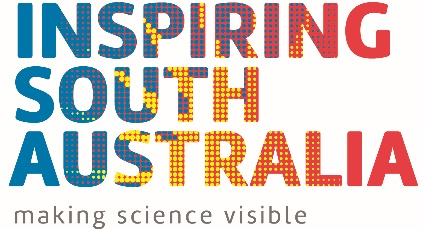 INSPIRING
SOUTH
AUSTRALIA
making science visible